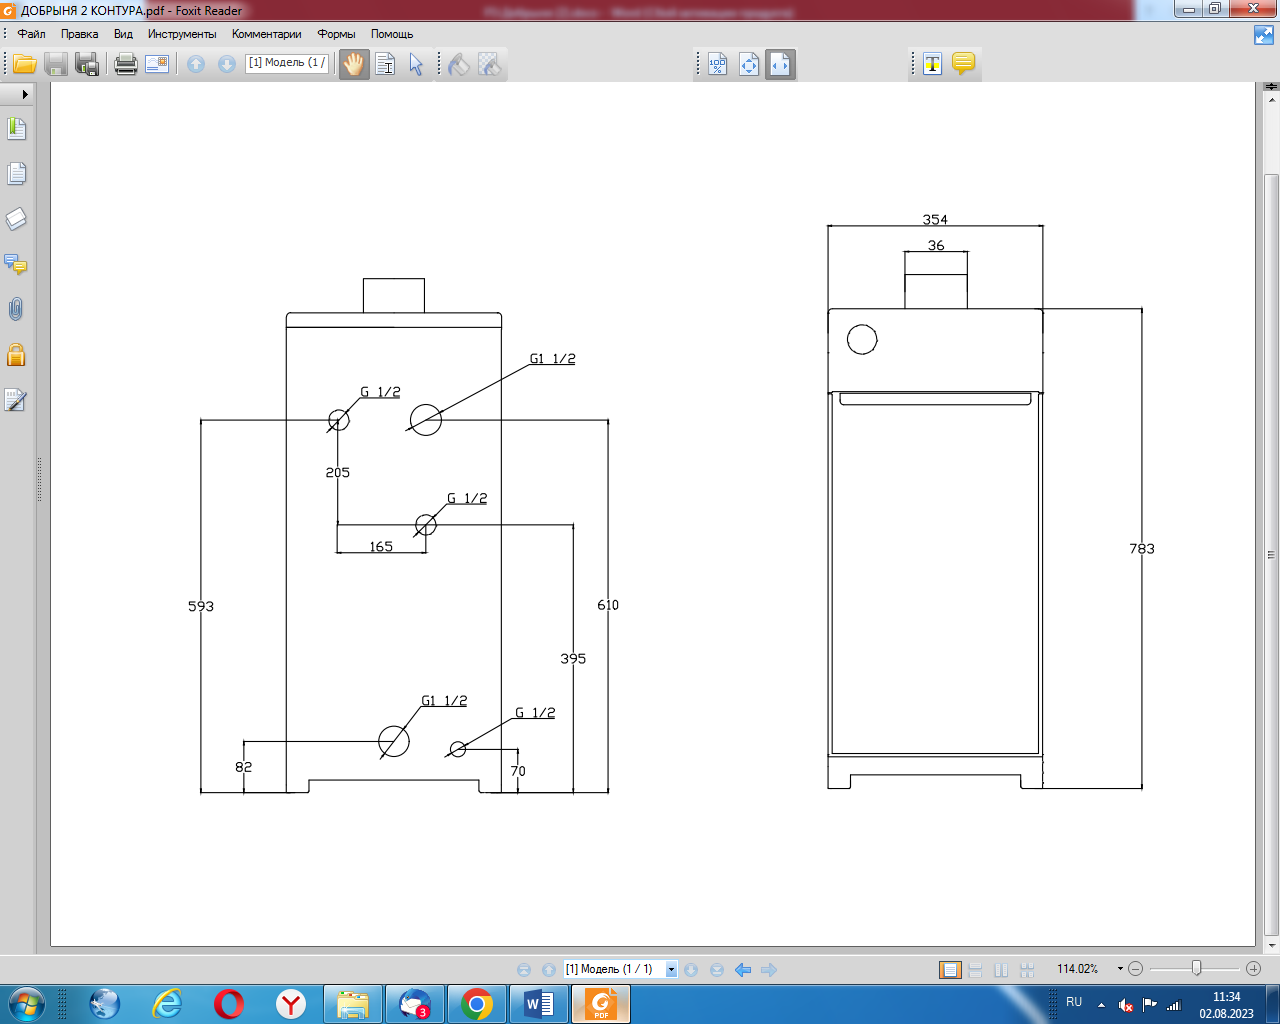 ДОБРЫНЯ 2 КОНТУРА.pdf - Foxit Reader
Файл Правка Вид Инструменты Комментарии Формы Помощь
[1] Модель (1 /
354
36
G1 1/2
G 1/2
205
G 1/2
165
783
593
610
395
G1 1/2
G 1/2
82
70
[1] Модель (1 / 1)
114.02%
RU
11:34
02.08.2023
3
W
PDF